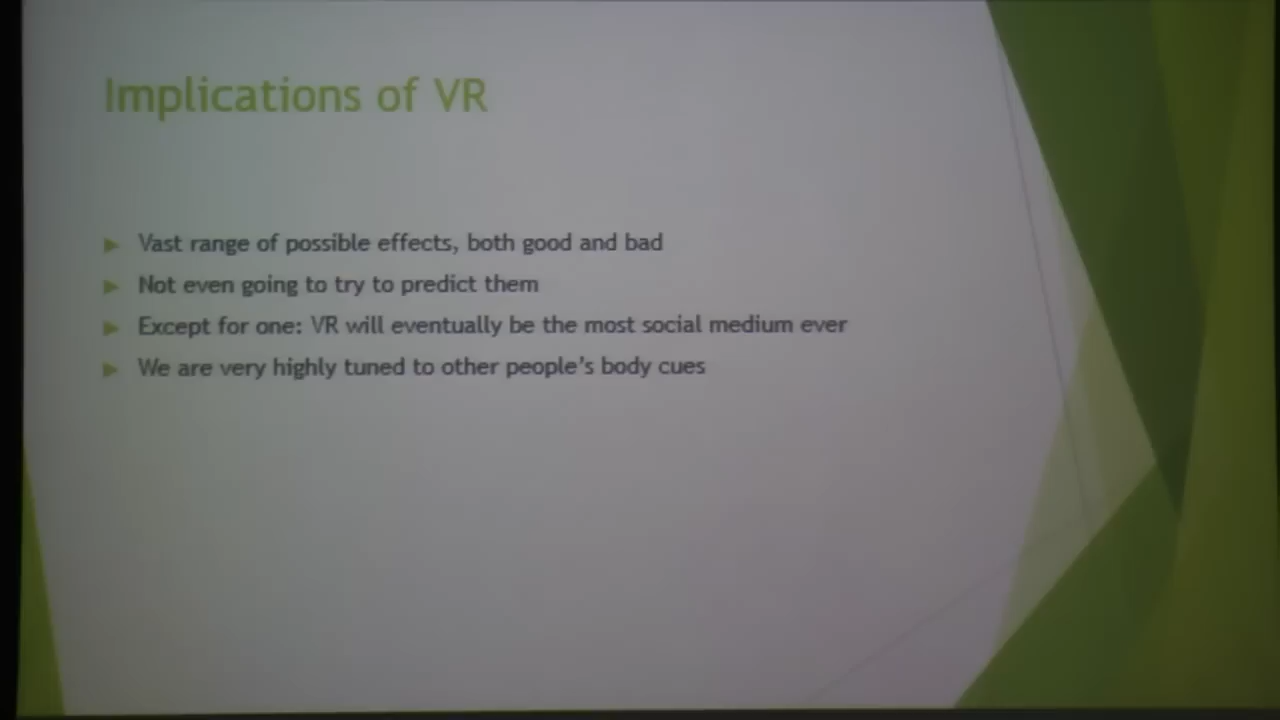 Implications of VR
Vast range of possible effects, both good and bad
Not even going to try to predict them
Except for one: VR will eventually be the most social medium ever
We are very highly tuned to other people's body cues